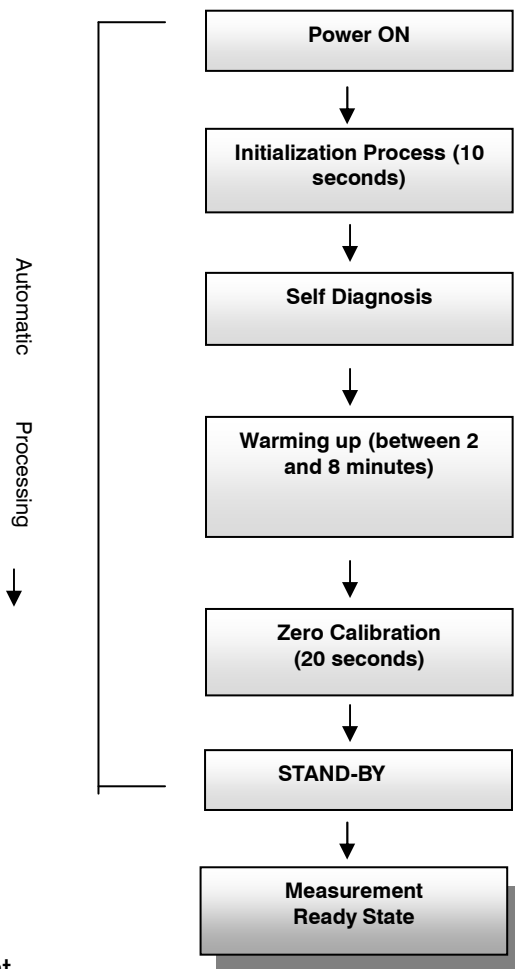 Power ON
Initialization Process (10
seconds)
Self Diagnosis
Automatic Processing
Warming up (between 2
and 8 minutes)
Zero Calibration
(20 seconds)
STAND-BY
Measurement
Ready State